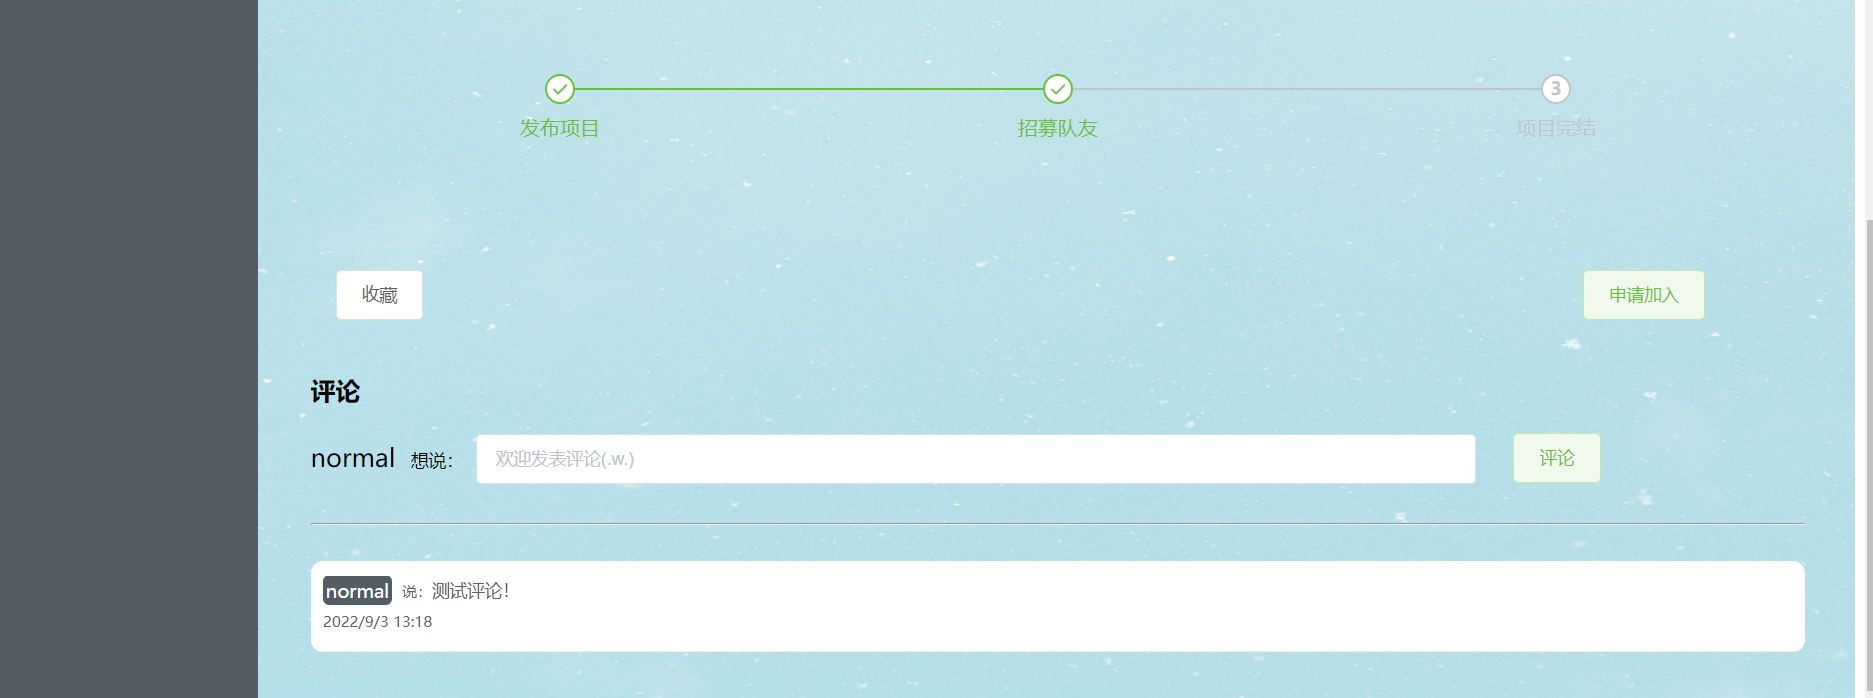 3
发布项目 招募队友 项目完结
收藏 申请加入
评论
normal 想说： 欢迎发表评论(.w.) 评论
normal 说：测试评论！
2022/9/3 13:18